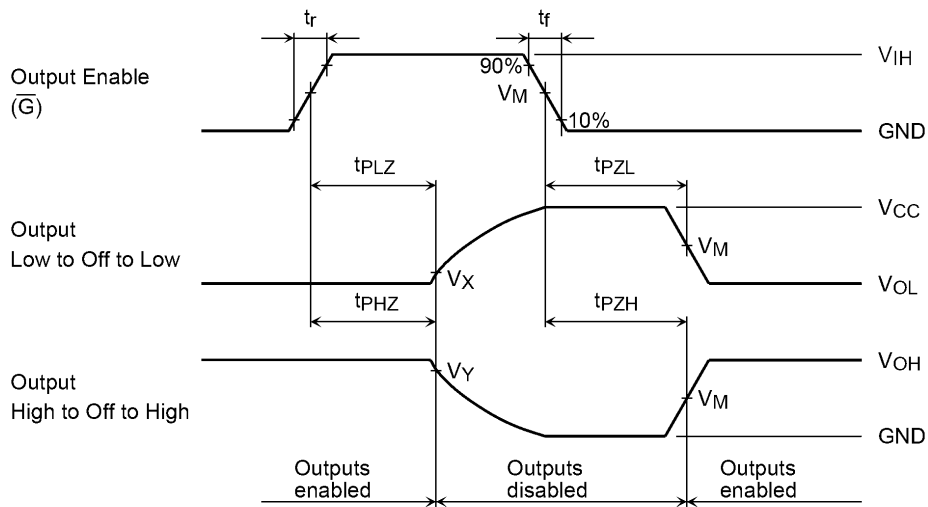 tr
tf
VIH
90%
Output Enable
(G̅)
VM
10%
GND
tPLZ
tPZL
VCC
Output
Low to Off to Low
VM
VX
VOL
tPHZ
tPZH
VOH
Output
High to Off to High
VY
VM
GND
Outputs
enabled
Outputs
disabled
Outputs
enabled